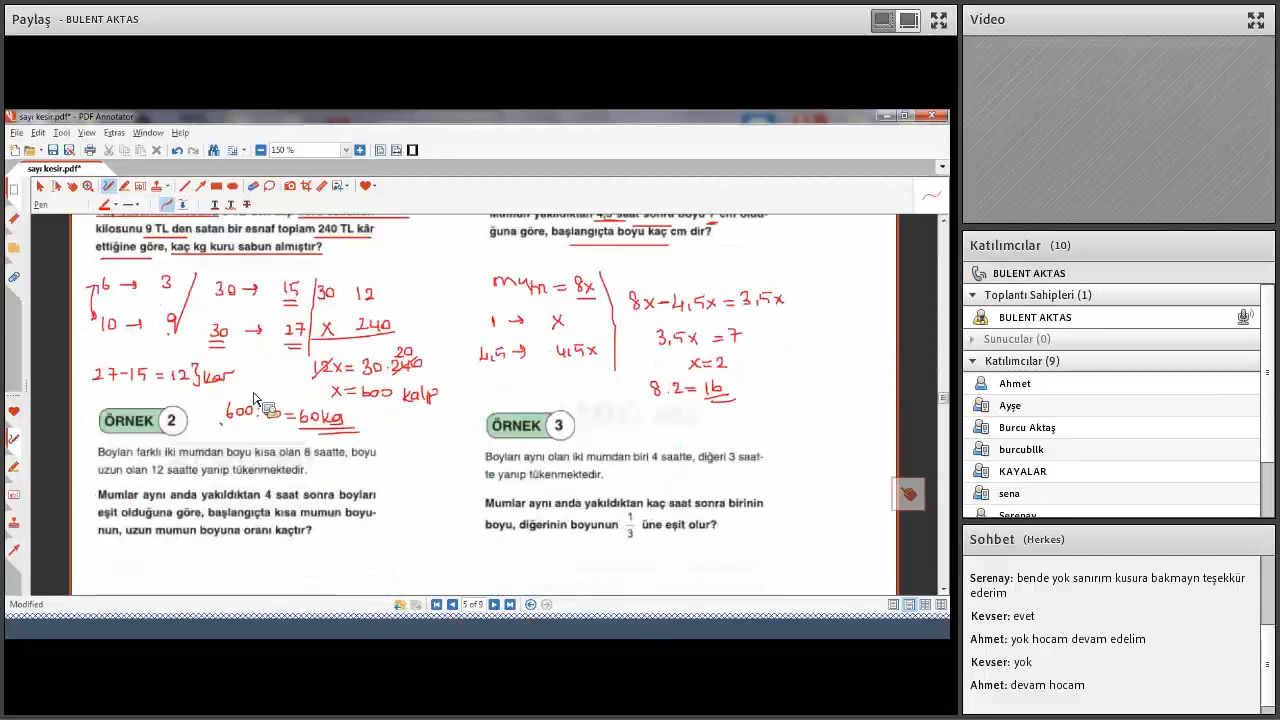 Paylaş - BULENT AKTAS
sayı kesir.pdf* - PDF Annotator
File Edit Tool View Extras Window Help
150 %
sayı kesir.pdf*
Pen
kilosunu 9 TL den satan bir esnaf toplam 240 TL kâr
ettiğine göre, kaç kg kuru sabun almıştır?
6 → 3
10 → 9
30 → 15
30 → 27
30 12
x 240
27-15 = 12 } kar
20
12x = 30.240
x = 600 kalıp
= 60kg
ÖRNEK 2
Boyları farklı iki mumdan boyu kısa olan 8 saatte, boyu
uzun olan 12 saatte yanıp tükenmektedir.
Mumlar aynı anda yakıldıktan 4 saat sonra boyları
eşit olduğuna göre, başlangıçta kısa mumun boyu-
nun, uzun mumun boyuna oranı kaçtır?
Mumun yakıldıktan 4,5 saat sonra boyu 7 cm oldu-
ğuna göre, başlangıçta boyu kaç cm dir?
mum = 8x
1 → x
4,5 → 4,5x
8x-4,5x = 3,5x
3,5x = 7
x = 2
8.2 = 16
ÖRNEK 3
Boyları aynı olan iki mumdan biri 4 saatte, diğeri 3 saat-
te yanıp tükenmektedir.
Mumlar aynı anda yakıldıktan kaç saat sonra birinin
boyu, diğerinin boyunun 1/3 üne eşit olur?
Modified
5 of 9
Video
Katılımcılar (10)
BULENT AKTAS
Toplantı Sahipleri (1)
BULENT AKTAS
Sunucular (0)
Katılımcılar (9)
Ahmet
Ayşe
Burcu Aktaş
burcubllk
KAYALAR
sena
Serenay
Sohbet (Herkes)
Serenay: bende yok sanırım kusura bakmayn teşekkür
ederim
Kevser: evet
Ahmet: yok hocam devam edelim
Kevser: yok
Ahmet: devam hocam